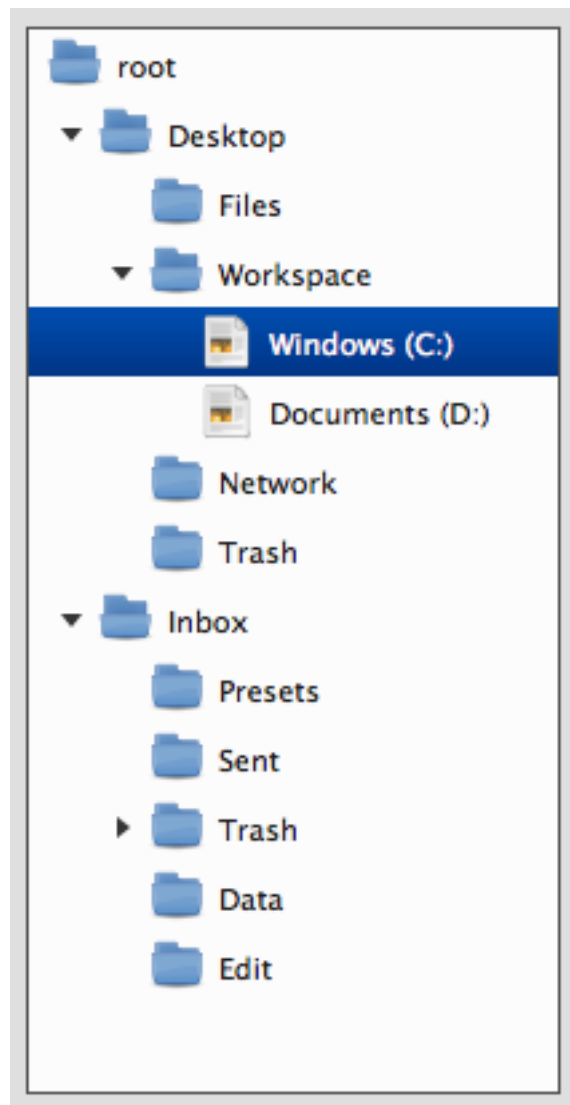 root
Desktop
Files
Workspace
Windows (C:)
Documents (D:)
Network
Trash
Inbox
Presets
Sent
Trash
Data
Edit